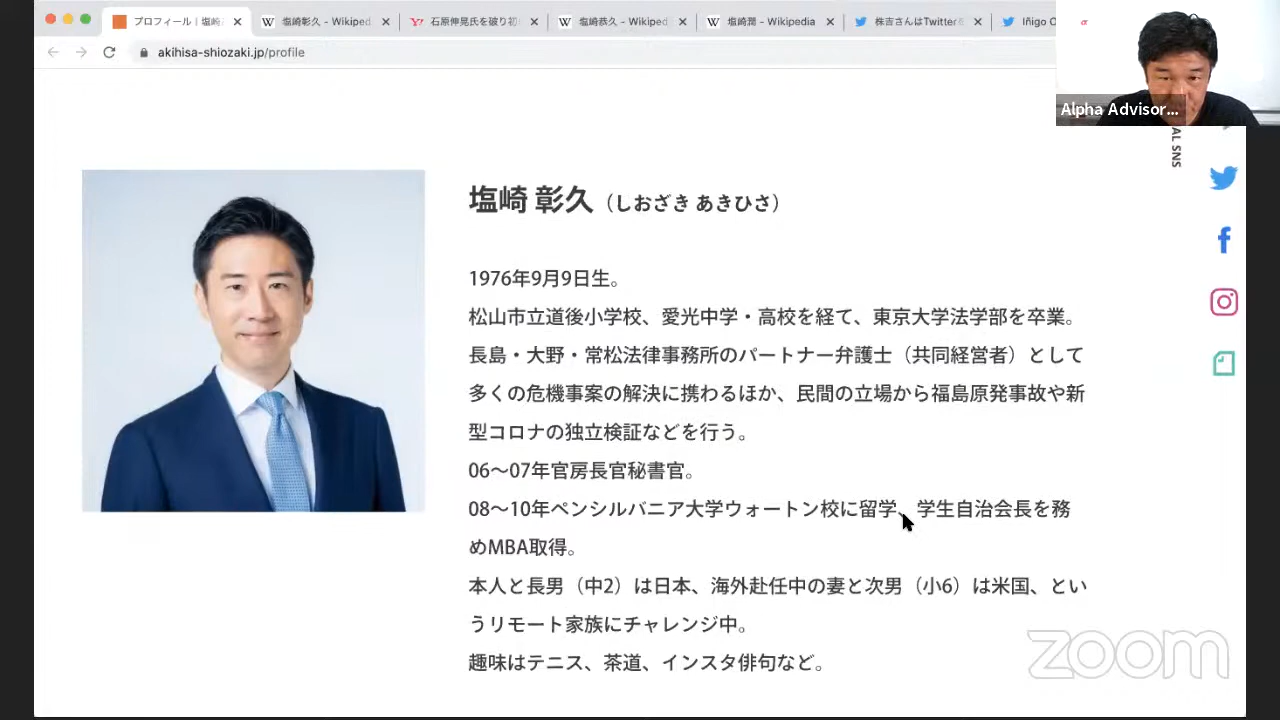 プロフィール | 塩崎
塩崎彰久 - Wikiped
石原伸晃氏を破り初
塩崎恭久 - Wikiped
塩崎潤 - Wikipedia
株吉さんはTwitter
Iñigo O
akihisa-shiozaki.jp/profile
Alpha Advisor...
AL SNS
塩崎 彰久（しおざき あきひさ）
1976年9月9日生。
松山市立道後小学校、愛光中学・高校を経て、東京大学法学部を卒業。
長島・大野・常松法律事務所のパートナー弁護士（共同経営者）として
多くの危機事案の解決に携わるほか、民間の立場から福島原発事故や新
型コロナの独立検証などを行う。
06〜07年官房長官秘書官。
08〜10年ペンシルバニア大学ウォートン校に留学、学生自治会長を務
めMBA取得。
本人と長男（中2）は日本、海外赴任中の妻と次男（小6）は米国、とい
うリモート家族にチャレンジ中。
趣味はテニス、茶道、インスタ俳句など。
zoom